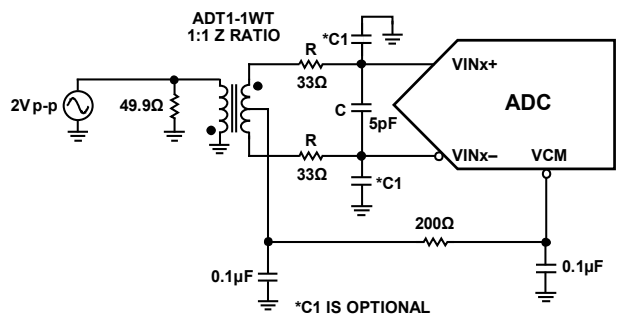 ADT1-1WT
1:1 Z RATIO
*C1
R
33Ω
VINx+
2V p-p
49.9Ω
C
5pF
ADC
R
33Ω
VINx–
VCM
*C1
200Ω
0.1µF
0.1µF
*C1 IS OPTIONAL